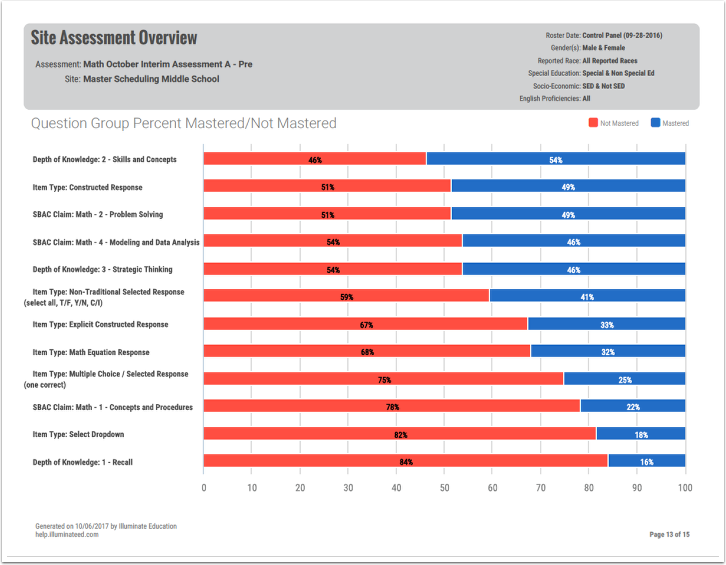 Site Assessment Overview
Assessment: Math October Interim Assessment A - Pre
Site: Master Scheduling Middle School
Roster Date: Control Panel (09-28-2016)
Gender(s): Male & Female
Reported Race: All Reported Races
Special Education: Special & Non Special Ed
Socio-Economic: SED & Not SED
English Proficiencies: All
Question Group Percent Mastered/Not Mastered
Not Mastered Mastered
Depth of Knowledge: 2 - Skills and Concepts 46% 54%
Item Type: Constructed Response 51% 49%
SBAC Claim: Math - 2 - Problem Solving 51% 49%
SBAC Claim: Math - 4 - Modeling and Data Analysis 54% 46%
Depth of Knowledge: 3 - Strategic Thinking 54% 46%
Item Type: Non-Traditional Selected Response
(select all, T/F, Y/N, C/I) 59% 41%
Item Type: Explicit Constructed Response 67% 33%
Item Type: Math Equation Response 68% 32%
Item Type: Multiple Choice / Selected Response
(one correct) 75% 25%
SBAC Claim: Math - 1 - Concepts and Procedures 78% 22%
Item Type: Select Dropdown 82% 18%
Depth of Knowledge: 1 - Recall 84% 16%
0 10 20 30 40 50 60 70 80 90 100
Generated on 10/06/2017 by Illuminate Education
help.illuminateed.com
Page 13 of 15